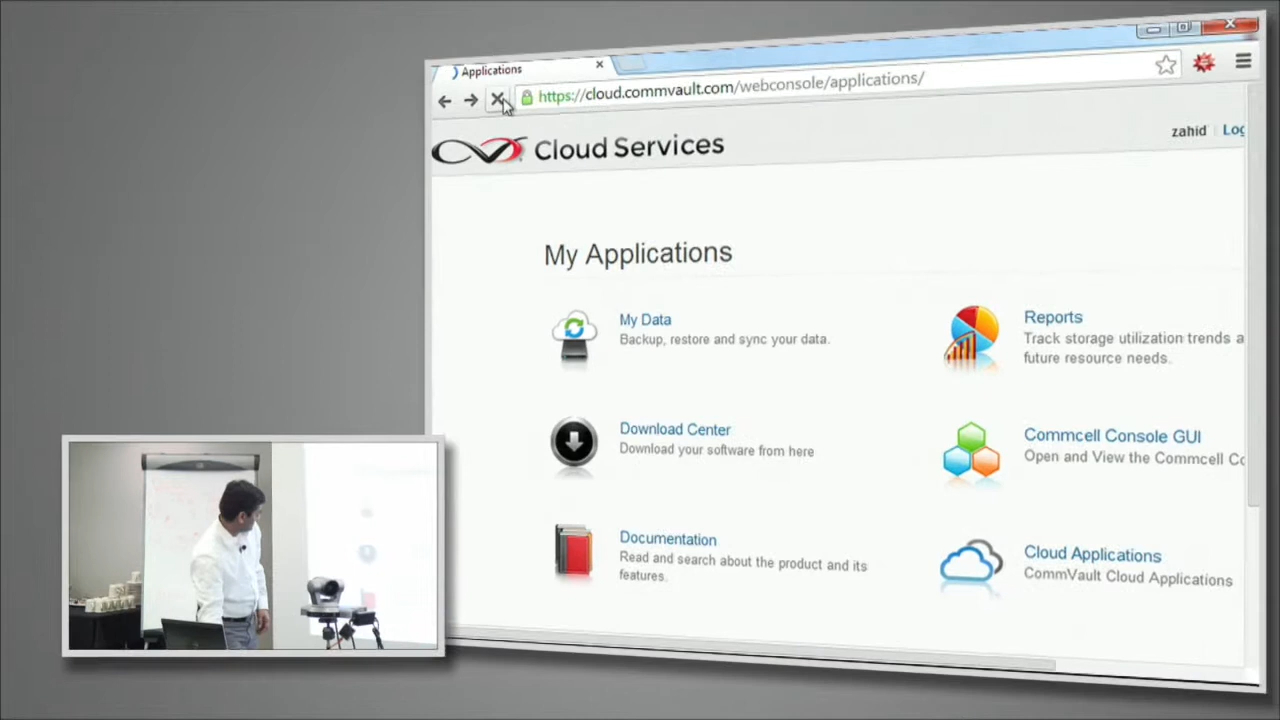 Applications
https://cloud.commvault.com/webconsole/applications/
CV Cloud Services
zahid
Log
My Applications
My Data
Backup, restore and sync your data.
Reports
Track storage utilization trends a
future resource needs.
Download Center
Download your software from here
Commcell Console GUI
Open and View the Commcell Co
Documentation
Read and search about the product and its
features.
Cloud Applications
CommVault Cloud Applications